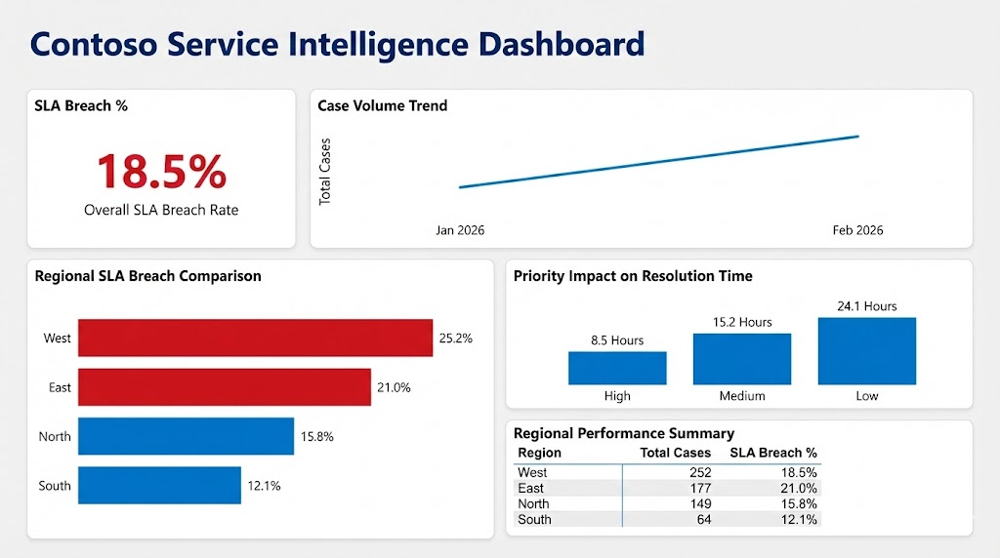 Contoso Service Intelligence Dashboard
SLA Breach %
18.5%
Overall SLA Breach Rate
Case Volume Trend
Total Cases
Jan 2026
Feb 2026
Regional SLA Breach Comparison
West 25.2%
East 21.0%
North 15.8%
South 12.1%
Priority Impact on Resolution Time
8.5 Hours
15.2 Hours
24.1 Hours
High
Medium
Low
Regional Performance Summary
Region Total Cases SLA Breach %
West 252 18.5%
East 177 21.0%
North 149 15.8%
South 64 12.1%